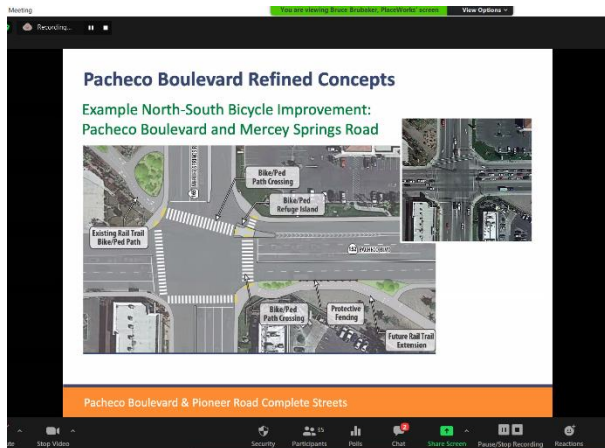 Meeting
You are viewing Bruce Brubaker, PlaceWorks' screen
View Options
Recording...
Pacheco Boulevard Refined Concepts
Example North-South Bicycle Improvement:
Pacheco Boulevard and Mercey Springs Road
Bike/Ped
Path Crossing
Bike/Ped
Refuge Island
Existing Rail Trail
Bike/Ped Path
Bike/Ped
Path Crossing
Protective
Fencing
Future Rail Trail
Extension
Pacheco Boulevard & Pioneer Road Complete Streets
15
2
Stop Video
Security
Participants
Polls
Chat
Share Screen
Pause/Stop Recording
Reactions